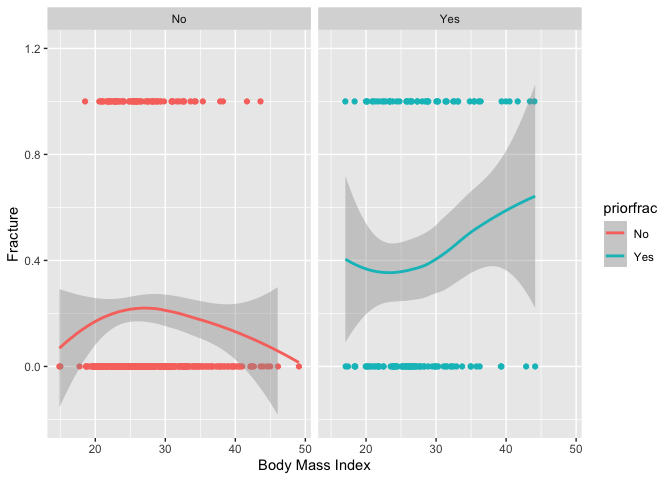 No Yes
1.2
0.8
0.4
0.0
Fracture
20 30 40 50 20 30 40 50
Body Mass Index
priorfrac
No
Yes